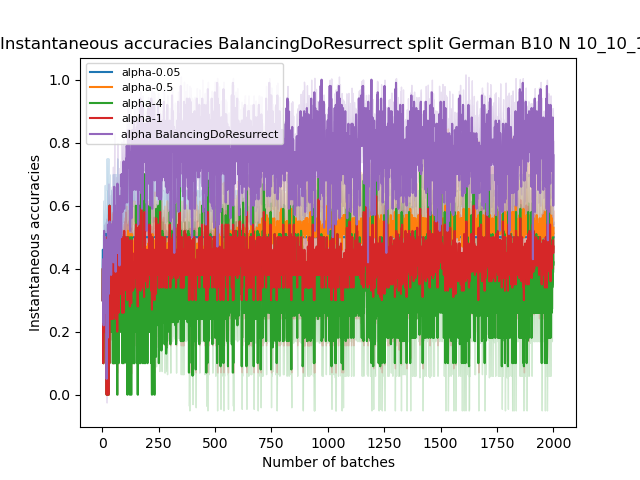 Instantaneous accuracies BalancingDoResurrect split German B10 N 10_10_1
1.0
0.8
0.6
0.4
0.2
0.0
Instantaneous accuracies
alpha-0.05
alpha-0.5
alpha-4
alpha-1
alpha BalancingDoResurrect
0 250 500 750 1000 1250 1500 1750 2000
Number of batches